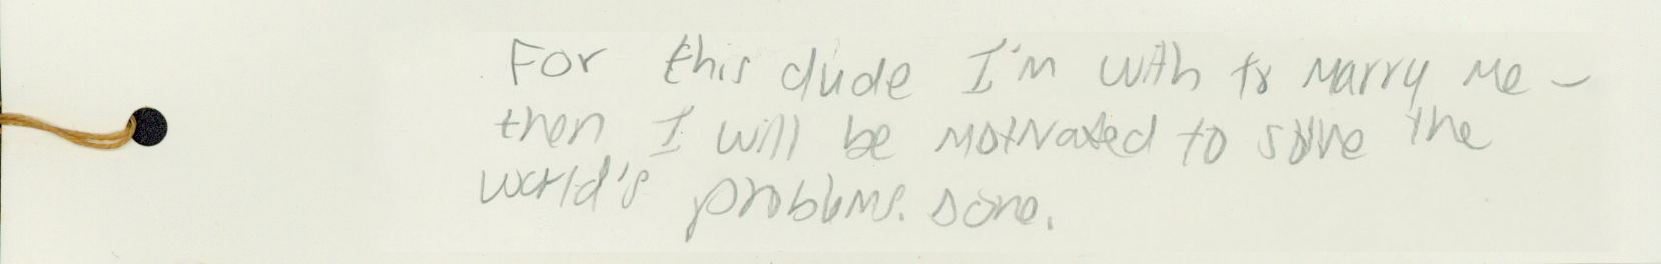 For this dude I'm with to marry me –
then I will be motivated to solve the
world's problems. Done.